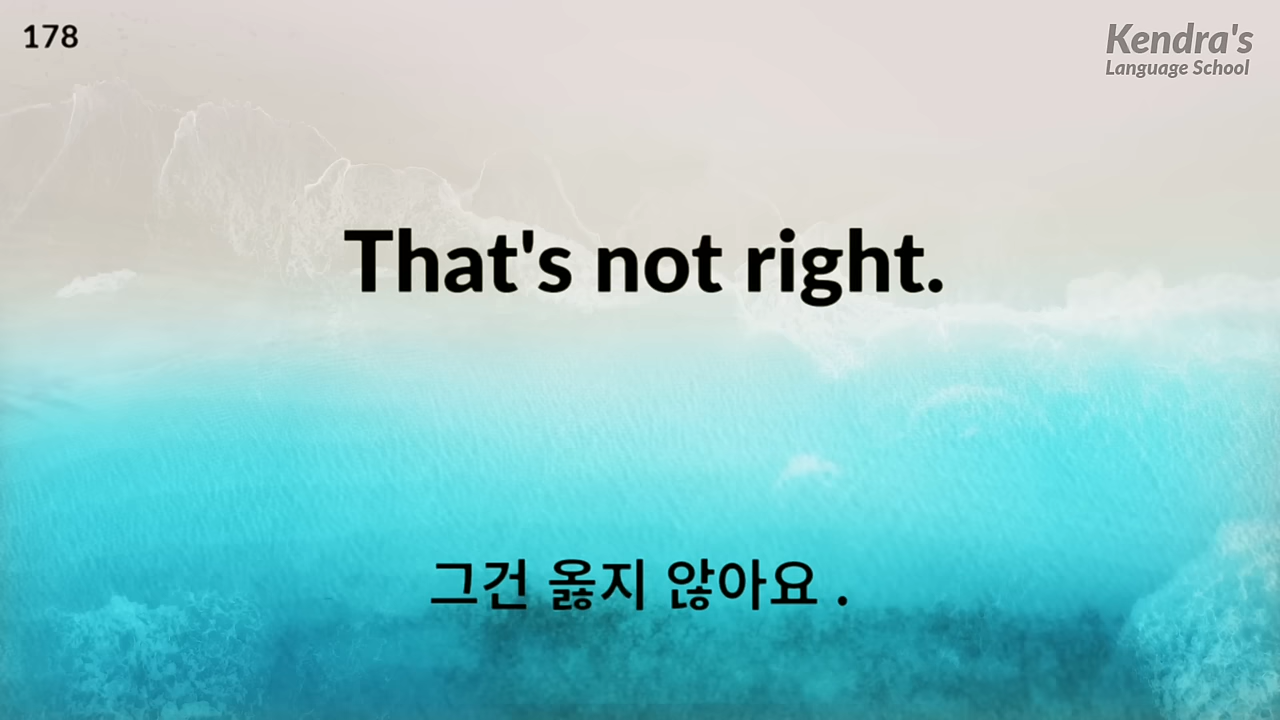 178
Kendra's
Language School
That's not right.
그건 옳지 않아요 .